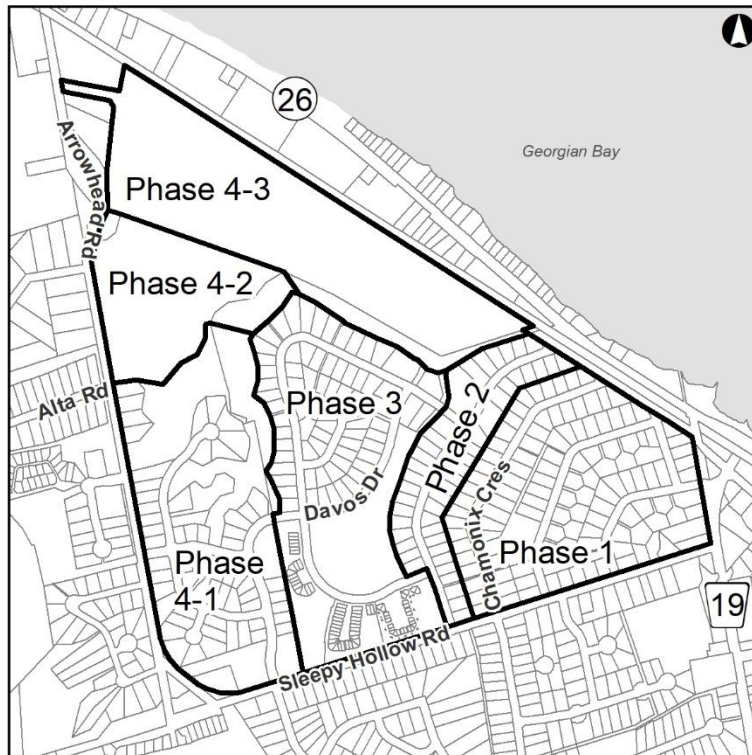 26
Georgian Bay
Arrowhead Rd
Phase 4-3
Phase 4-2
Alta Rd
Phase 3
Phase 2
Davos Dr
Chamonix Cres
Phase 1
Phase
4-1
19
Sleepy Hollow Rd